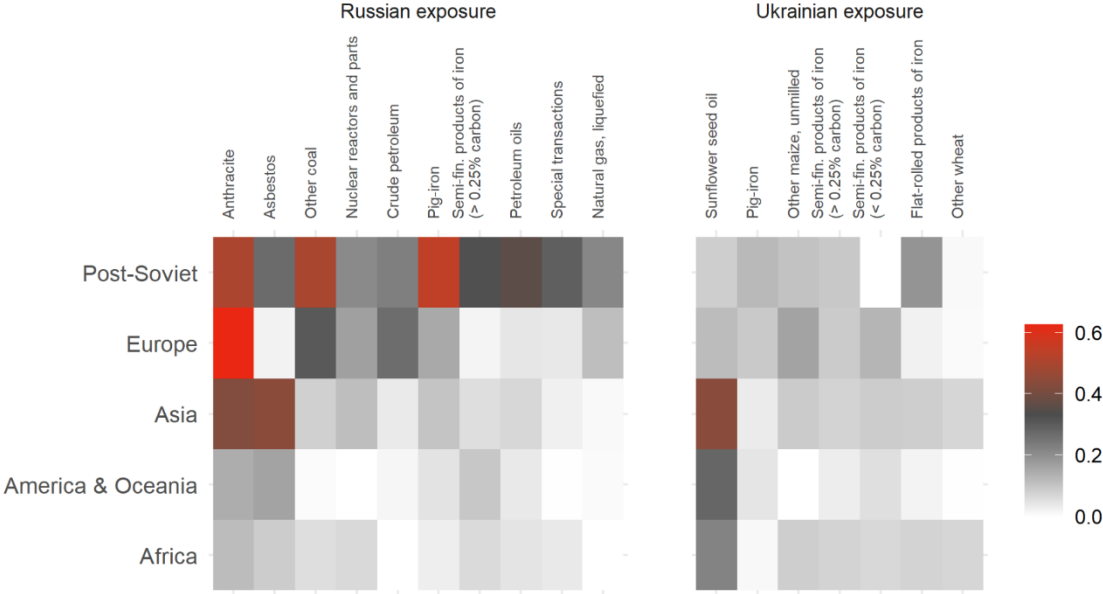 Russian exposure
Ukrainian exposure
Anthracite
Asbestos
Other coal
Nuclear reactors and parts
Crude petroleum
Pig-iron
Semi-fin. products of iron
(> 0.25% carbon)
Petroleum oils
Special transactions
Natural gas, liquefied
Sunflower seed oil
Pig-iron
Other maize, unmilled
Semi-fin. products of iron
(> 0.25% carbon)
Semi-fin. products of iron
(< 0.25% carbon)
Flat-rolled products of iron
Other wheat
Post-Soviet
Europe
Asia
America & Oceania
Africa
0.6
0.4
0.2
0.0